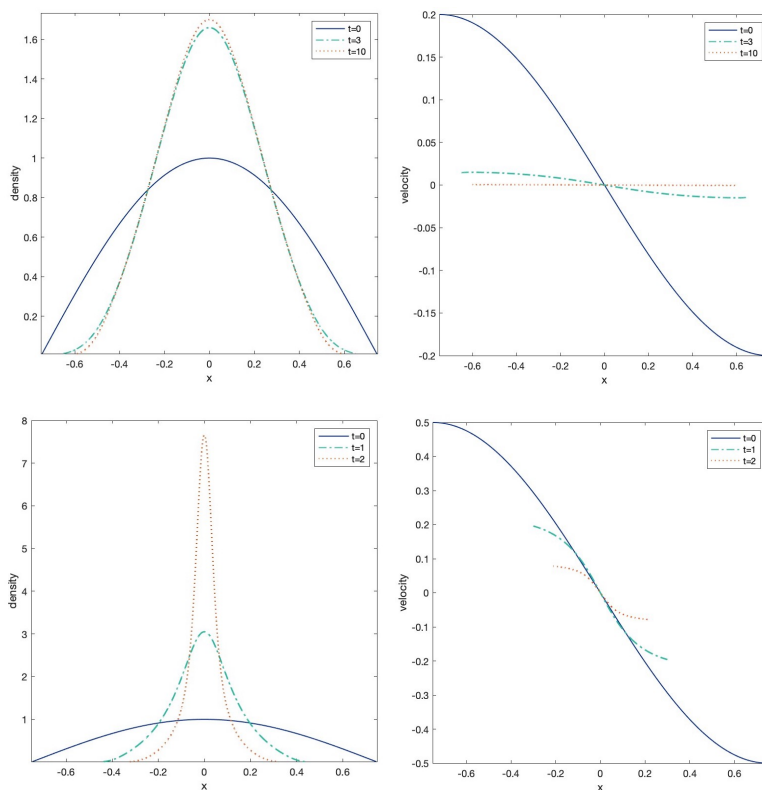 t=0
t=3
t=10
1.6
1.4
1.2
1
0.8
0.6
0.4
0.2
density
-0.6 -0.4 -0.2 0 0.2 0.4 0.6
x
t=0
t=3
t=10
0.2
0.15
0.1
0.05
0
-0.05
-0.1
-0.15
-0.2
velocity
-0.6 -0.4 -0.2 0 0.2 0.4 0.6
x
t=0
t=1
t=2
8
7
6
5
4
3
2
1
density
-0.6 -0.4 -0.2 0 0.2 0.4 0.6
x
t=0
t=1
t=2
0.5
0.4
0.3
0.2
0.1
0
-0.1
-0.2
-0.3
-0.4
-0.5
velocity
-0.6 -0.4 -0.2 0 0.2 0.4 0.6
x